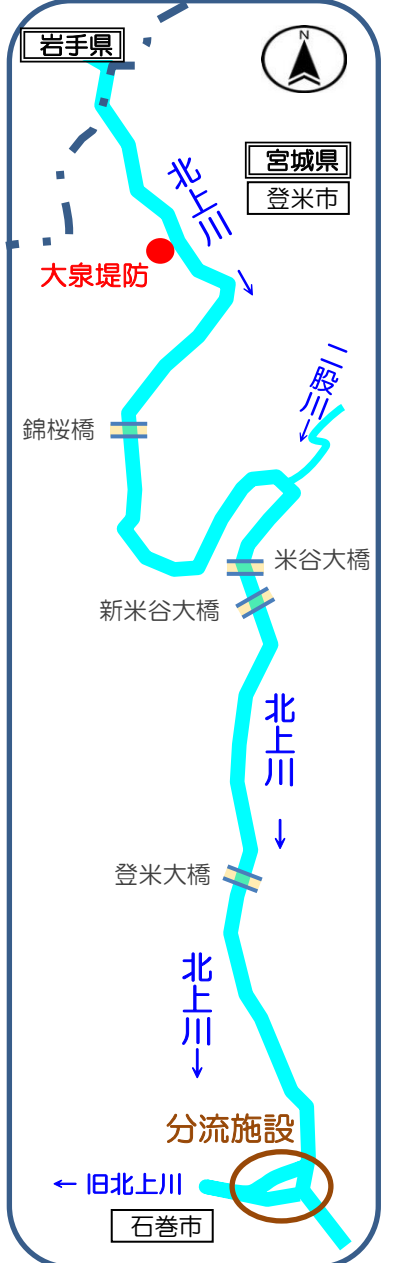 岩手県
N
宮城県
登米市
北上川
↓
大泉堤防
二股川
↓
錦桜橋
米谷大橋
新米谷大橋
北上川
↓
登米大橋
北上川
↓
分流施設
← 旧北上川
石巻市